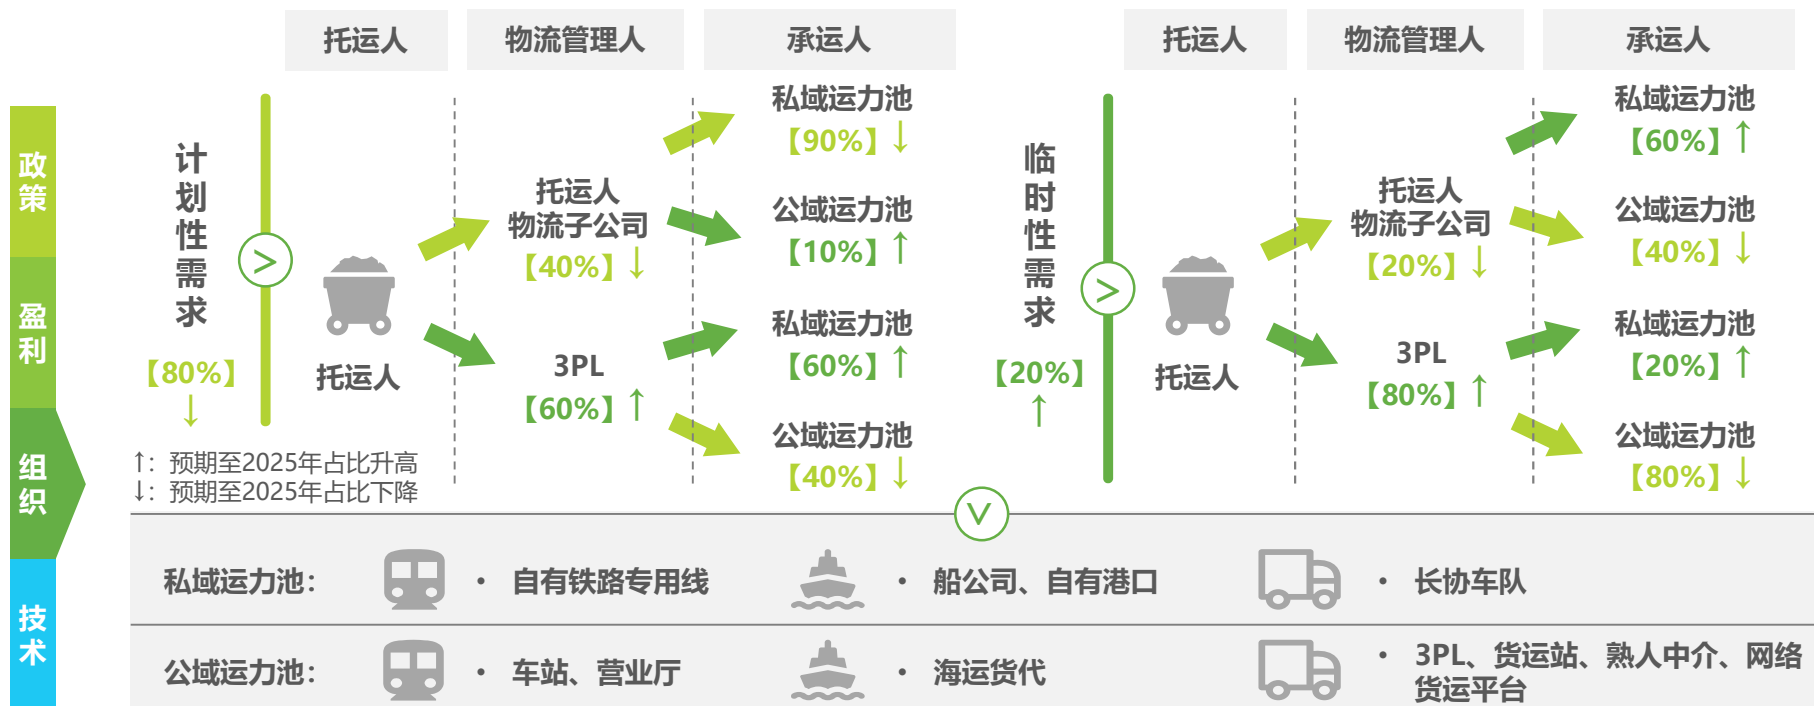 托运人
物流管理人
承运人
托运人
物流管理人
承运人
政策
盈利
组织
技术
计划性需求
【80%】
↓
>
托运人
托运人
物流子公司
【40%】↓
3PL
【60%】↑
私域运力池
【90%】↓
公域运力池
【10%】↑
私域运力池
【60%】↑
公域运力池
【40%】↓
临时性需求
【20%】
↑
>
托运人
托运人
物流子公司
【20%】↓
3PL
【80%】↑
私域运力池
【60%】↑
公域运力池
【40%】↓
私域运力池
【20%】↑
公域运力池
【80%】↓
↑：预期至2025年占比升高
↓：预期至2025年占比下降
>
私域运力池：
• 自有铁路专用线
• 船公司、自有港口
• 长协车队
公域运力池：
• 车站、营业厅
• 海运货代
• 3PL、货运站、熟人中介、网络
货运平台